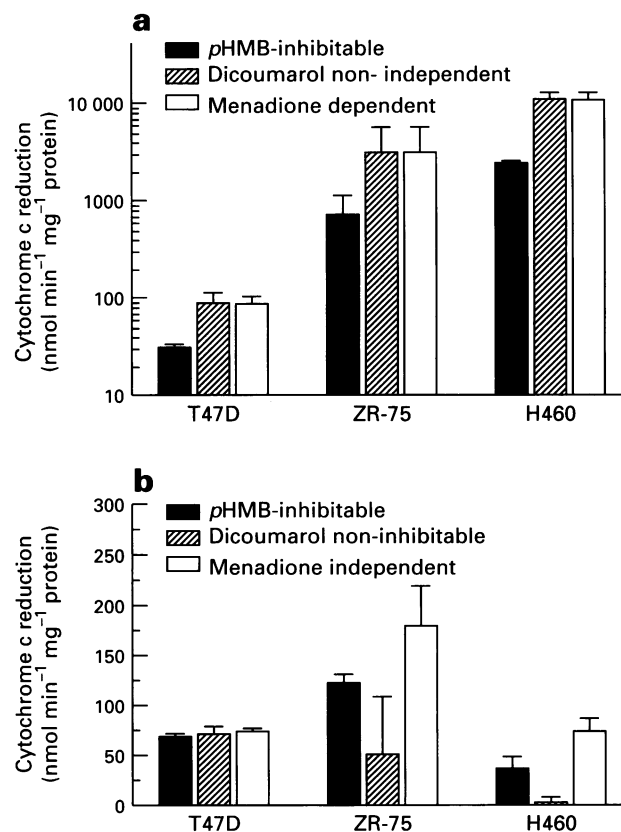 a
pHMB-inhibitable
Dicoumarol non- independent
Menadione dependent
Cytochrome c reduction
(nmol min⁻¹ mg⁻¹ protein)
10 000
1000
100
10
T47D ZR-75 H460
b
pHMB-inhibitable
Dicoumarol non-inhibitable
Menadione independent
Cytochrome c reduction
(nmol min⁻¹ mg⁻¹ protein)
300
250
200
150
100
50
0
T47D ZR-75 H460